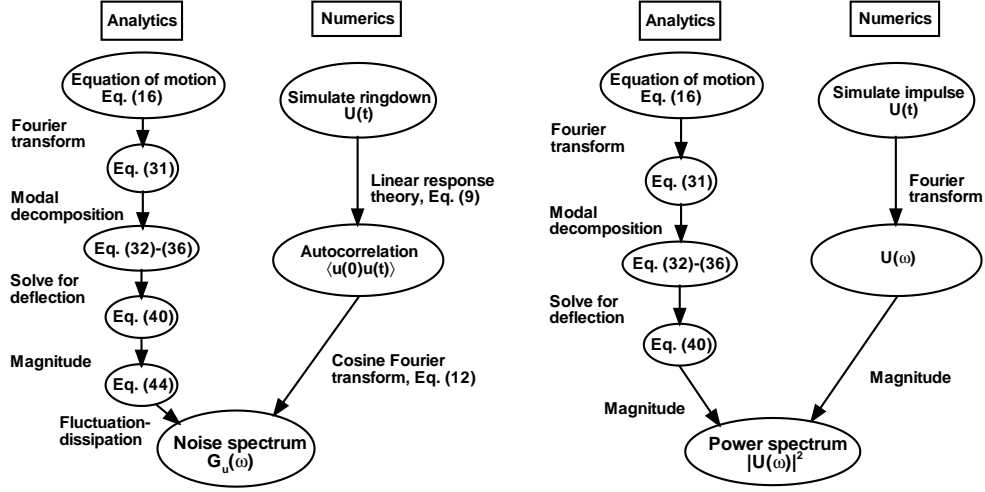 Analytics
Numerics
Equation of motion
Eq. (16)
Fourier
transform
Eq. (31)
Modal
decomposition
Eq. (32)-(36)
Solve for
deflection
Eq. (40)
Magnitude
Eq. (44)
Fluctuation-
dissipation
Simulate ringdown
U(t)
Linear response
theory, Eq. (9)
Autocorrelation
⟨u(0)u(t)⟩
Cosine Fourier
transform, Eq. (12)
Noise spectrum
G_u(ω)
Analytics
Numerics
Equation of motion
Eq. (16)
Fourier
transform
Eq. (31)
Modal
decomposition
Eq. (32)-(36)
Solve for
deflection
Eq. (40)
Magnitude
Simulate impulse
U(t)
Fourier
transform
U(ω)
Magnitude
Power spectrum
|U(ω)|²